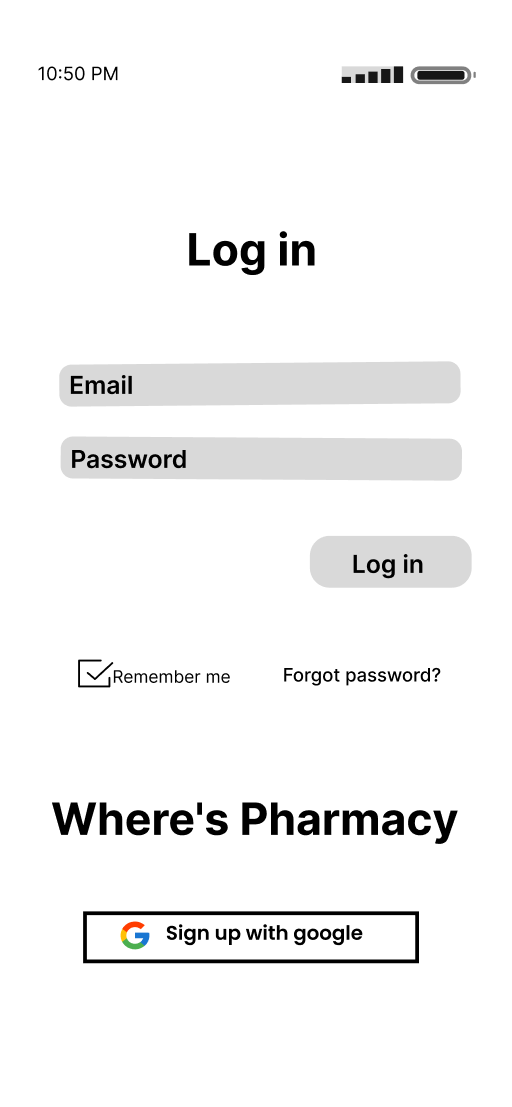 10:50 PM
Log in
Email
Password
Log in
Remember me
Forgot password?
Where's Pharmacy
Sign up with google